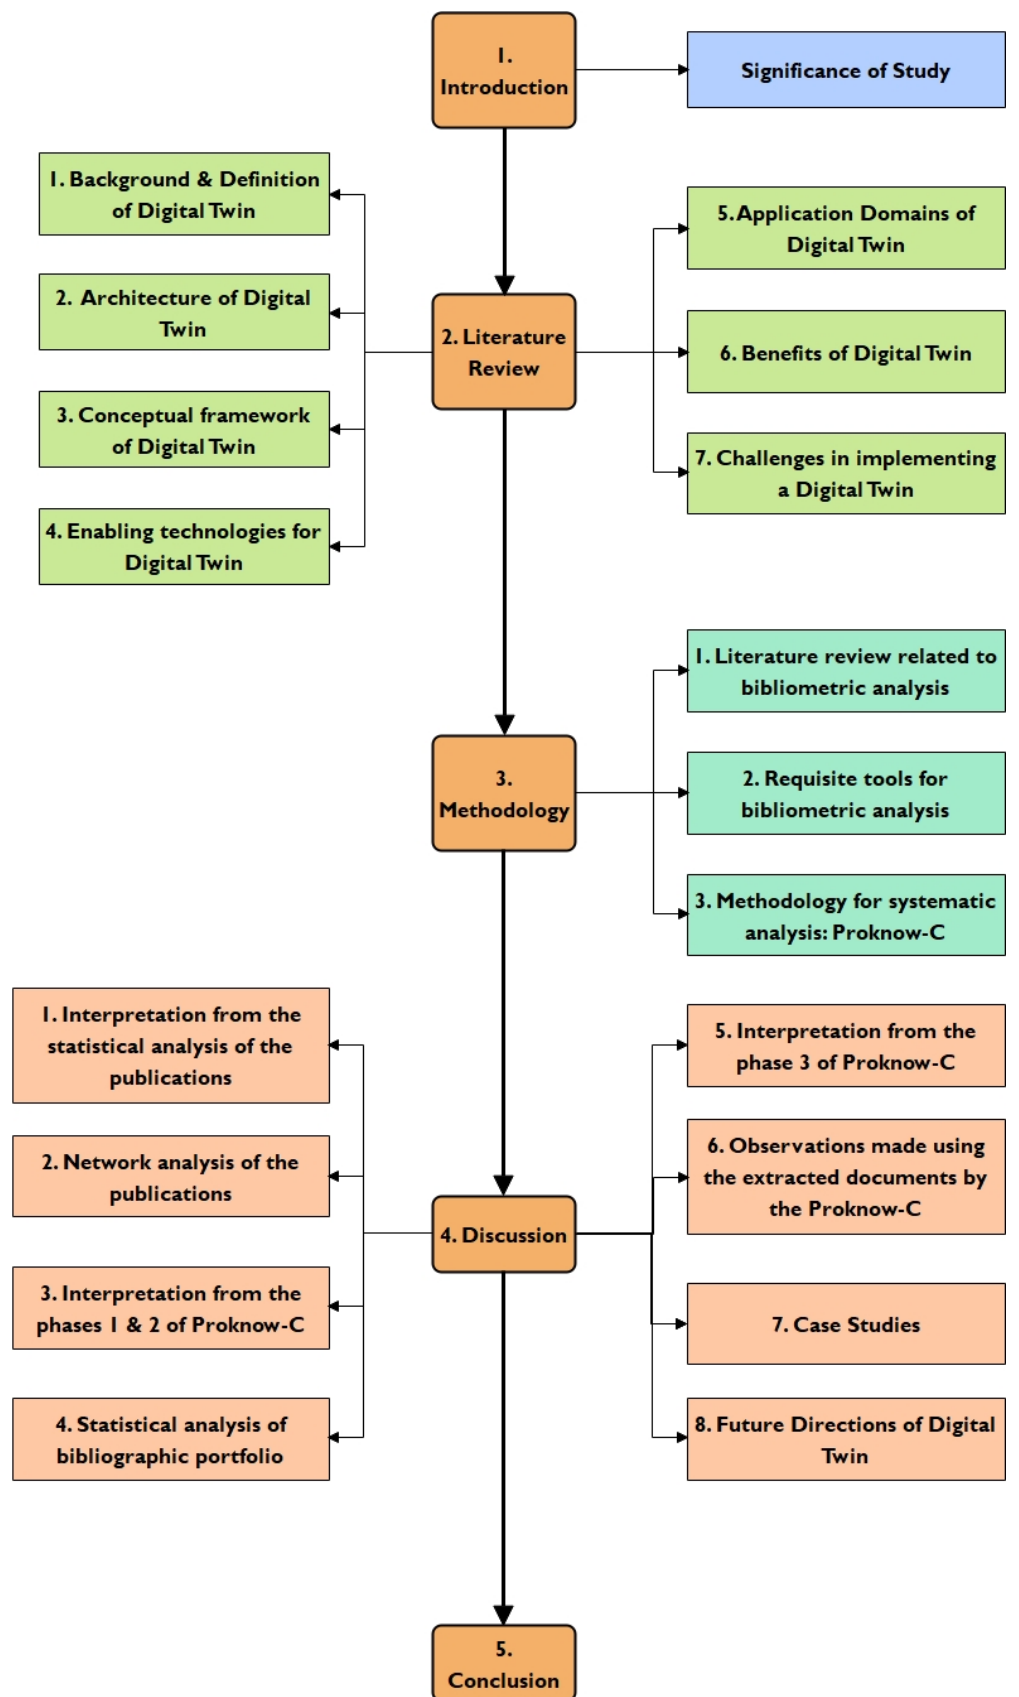 1.
Introduction
Significance of Study
1. Background & Definition
of Digital Twin
2. Architecture of Digital
Twin
3. Conceptual framework
of Digital Twin
4. Enabling technologies for
Digital Twin
2. Literature
Review
5. Application Domains of
Digital Twin
6. Benefits of Digital Twin
7. Challenges in implementing
a Digital Twin
3.
Methodology
1. Literature review related to
bibliometric analysis
2. Requisite tools for
bibliometric analysis
3. Methodology for systematic
analysis: Proknow-C
1. Interpretation from the
statistical analysis of the
publications
2. Network analysis of the
publications
3. Interpretation from the
phases 1 & 2 of Proknow-C
4. Statistical analysis of
bibliographic portfolio
4. Discussion
5. Interpretation from the
phase 3 of Proknow-C
6. Observations made using
the extracted documents by
the Proknow-C
7. Case Studies
8. Future Directions of Digital
Twin
5.
Conclusion